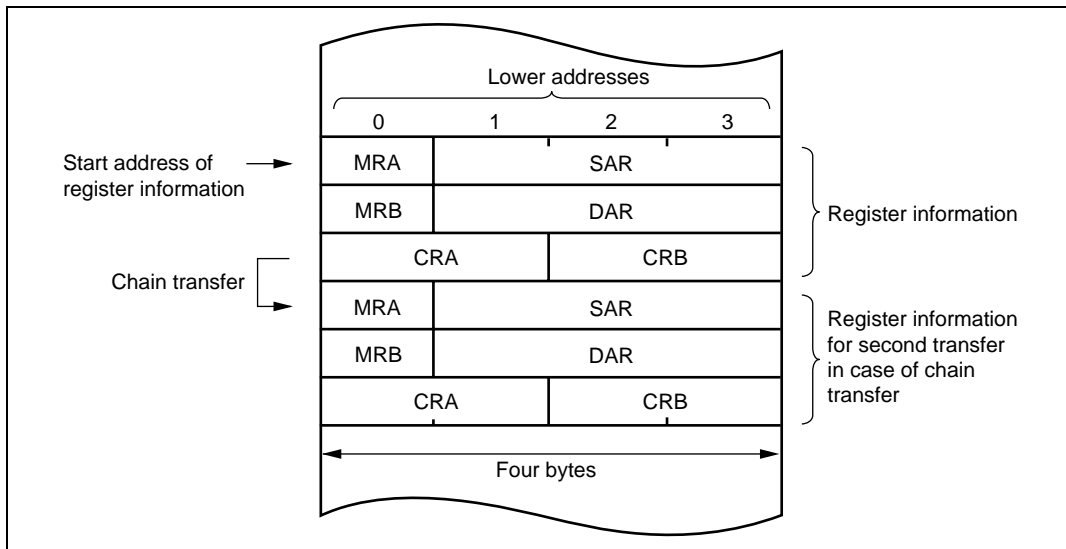 Lower addresses
0 1 2 3
Start address of
register information
MRA SAR
MRB DAR
CRA CRB
Register information
Chain transfer
MRA SAR
MRB DAR
CRA CRB
Register information
for second transfer
in case of chain
transfer
Four bytes